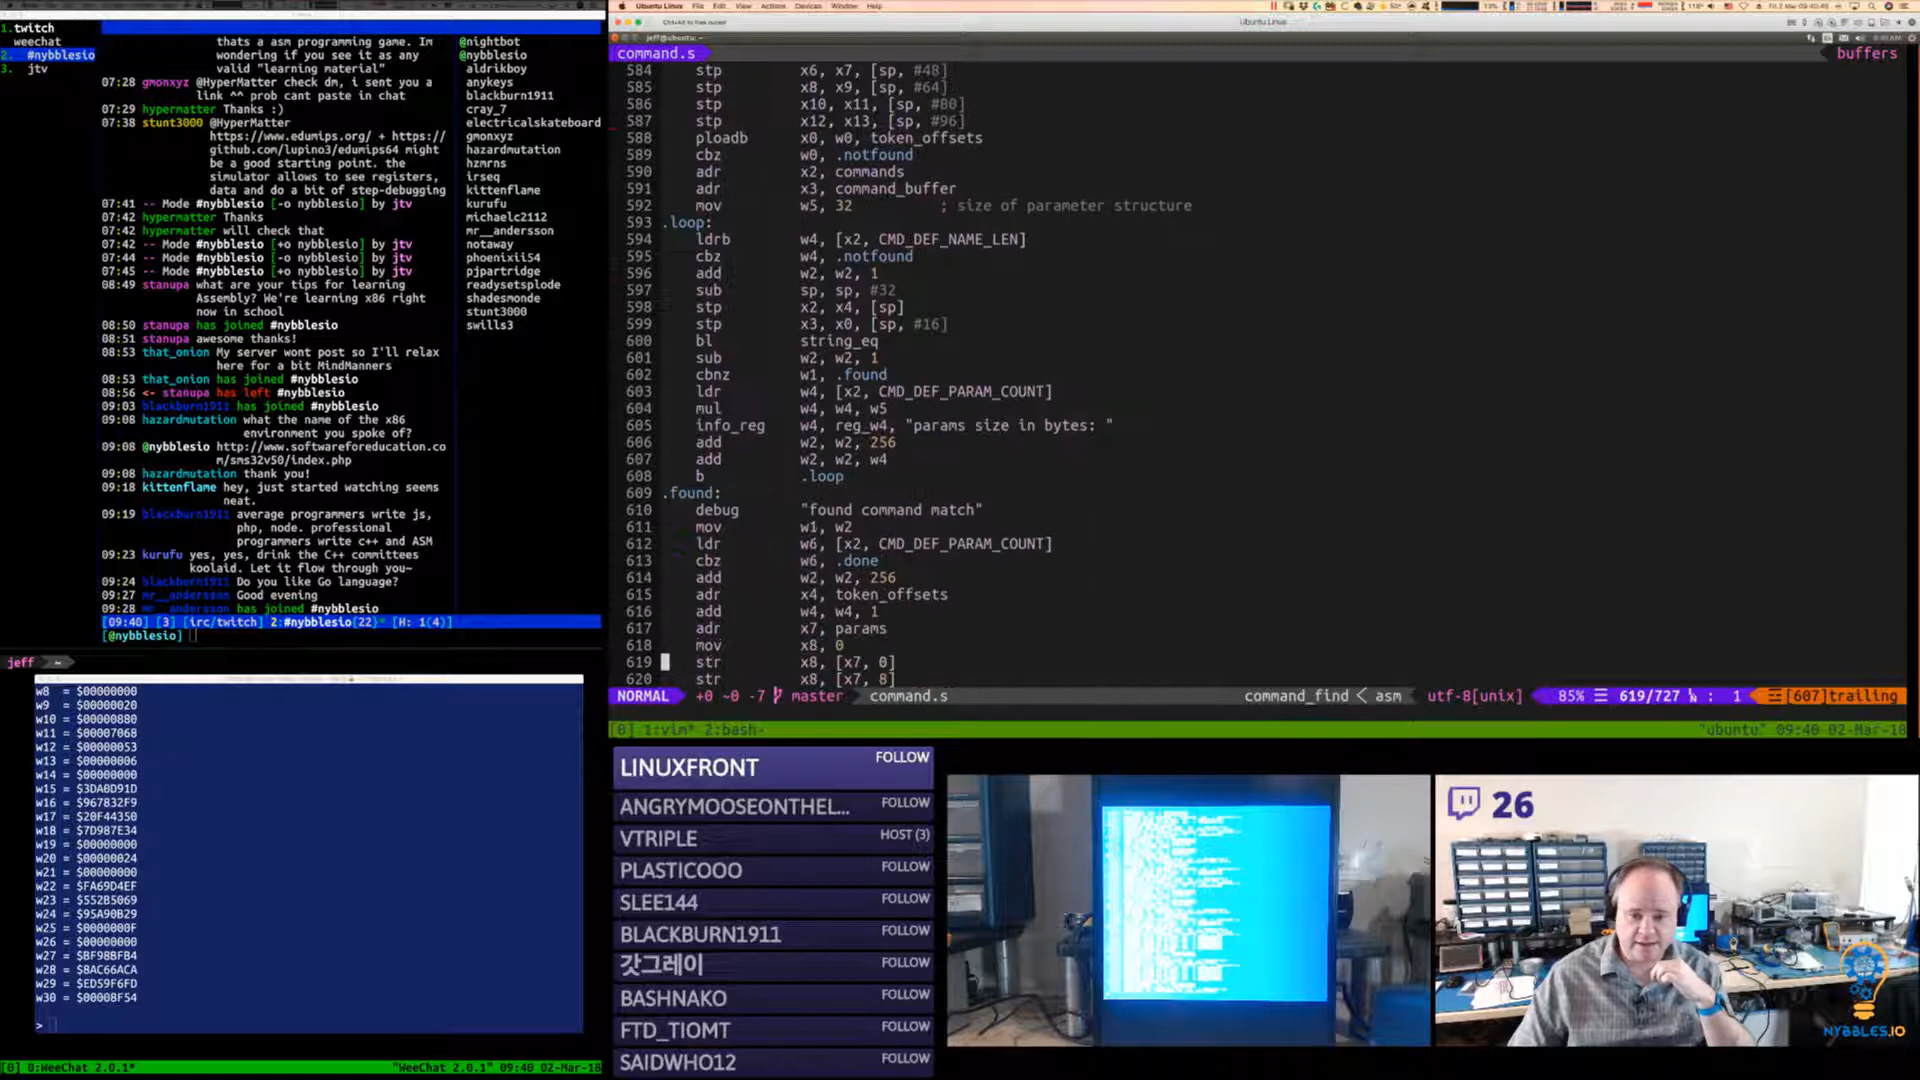 Ubuntu Linux File Edit View Actions Devices Window Help
Ubuntu Linux
1.twitch
weechat
2. #nybblesio
3. jtv
thats a asm programming game. Im
wondering if you see it as any
valid "learning material"
07:28 gmonxyz @HyperMatter check dm, i sent you a
link ^^ prob cant paste in chat
07:29 hypermatter Thanks :)
07:38 stunt3000 @HyperMatter
https://www.edumips.org/ + https://
github.com/lupino3/edumips64 might
be a good starting point. the
simulator allows to see registers,
data and do a bit of step-debugging
07:41 -- Mode #nybblesio [-o nybblesio] by jtv
07:42 hypermatter Thanks
07:42 hypermatter will check that
07:42 -- Mode #nybblesio [+o nybblesio] by jtv
07:44 -- Mode #nybblesio [-o nybblesio] by jtv
07:45 -- Mode #nybblesio [+o nybblesio] by jtv
08:49 stanupa what are your tips for learning
Assembly? We're learning x86 right
now in school
08:50 stanupa has joined #nybblesio
08:51 stanupa awesome thanks!
08:53 that_onion My server wont post so I'll relax
here for a bit MindManners
08:53 that_onion has joined #nybblesio
08:56 <- stanupa has left #nybblesio
09:03 blackburn1911 has joined #nybblesio
09:08 hazardmutation what the name of the x86
environment you spoke of?
09:08 @nybblesio http://www.softwareforeducation.co
m/sms32v50/index.php
09:08 hazardmutation thank you!
09:18 kittenflame hey, just started watching seems
neat.
09:19 blackburn1911 average programmers write js,
php, node. professional
programmers write c++ and ASM
09:23 kurufu yes, yes, drink the C++ committees
koolaid. Let it flow through you~
09:24 blackburn1911 Do you like Go language?
09:27 mr__andersson Good evening
09:28 mr__andersson has joined #nybblesio
[09:40] [3] [irc/twitch] 2:#nybblesio{22}* [H: 1(4)]
[@nybblesio]
@nightbot
@nybblesio
aldrikboy
anykeys
blackburn1911
cray_7
electricalskateboard
gmonxyz
hazardmutation
hzmrns
irseq
kittenflame
kurufu
michaelc2112
mr__andersson
notaway
phoenixii54
pjpartridge
readysetsplode
shadesmonde
stunt3000
swills3
command.s buffers
584 stp x6, x7, [sp, #48]
585 stp x8, x9, [sp, #64]
586 stp x10, x11, [sp, #80]
587 stp x12, x13, [sp, #96]
588 ploadb x0, w0, token_offsets
589 cbz w0, .notfound
590 adr x2, commands
591 adr x3, command_buffer
592 mov w5, 32 ; size of parameter structure
593 .loop:
594 ldrb w4, [x2, CMD_DEF_NAME_LEN]
595 cbz w4, .notfound
596 add w2, w2, 1
597 sub sp, sp, #32
598 stp x2, x4, [sp]
599 stp x3, x0, [sp, #16]
600 bl string_eq
601 sub w2, w2, 1
602 cbnz w1, .found
603 ldr w4, [x2, CMD_DEF_PARAM_COUNT]
604 mul w4, w4, w5
605 info_reg w4, reg_w4, "params size in bytes: "
606 add w2, w2, 256
607 add w2, w2, w4
608 b .loop
609 .found:
610 debug "found command match"
611 mov w1, w2
612 ldr w6, [x2, CMD_DEF_PARAM_COUNT]
613 cbz w6, .done
614 add w2, w2, 256
615 adr x4, token_offsets
616 add w4, w4, 1
617 adr x7, params
618 mov x8, 0
619 str x8, [x7, 0]
620 str x8, [x7, 8]
NORMAL +0 ~0 -7 master command.s command_find < asm utf-8[unix] 85% 619/727 : 1 [607]trailing
[0] 1:vim* 2:bash- "ubuntu" 09:40 02-Mar-18
jeff ~
w8 = $00000000
w9 = $00000020
w10 = $00000880
w11 = $00007068
w12 = $00000053
w13 = $00000006
w14 = $00000000
w15 = $3DA0D91D
w16 = $967832F9
w17 = $20F44350
w18 = $7D987E34
w19 = $00000000
w20 = $00000024
w21 = $00000000
w22 = $FA69D4EF
w23 = $552B5069
w24 = $95A90B29
w25 = $0000000F
w26 = $00000000
w27 = $BF98BFB4
w28 = $8AC66ACA
w29 = $ED59F6FD
w30 = $00008F54
>
[0] 0:WeeChat 2.0.1* "WeeChat 2.0.1" 09:40 02-Mar-18
LINUXFRONT FOLLOW
ANGRYMOOSEONTHEL... FOLLOW
VTRIPLE HOST (3)
PLASTICOOO FOLLOW
SLEE144 FOLLOW
BLACKBURN1911 FOLLOW
갓그레이 FOLLOW
BASHNAKO FOLLOW
FTD_TIOMT FOLLOW
SAIDWHO12 FOLLOW
26
NYBBLES.IO